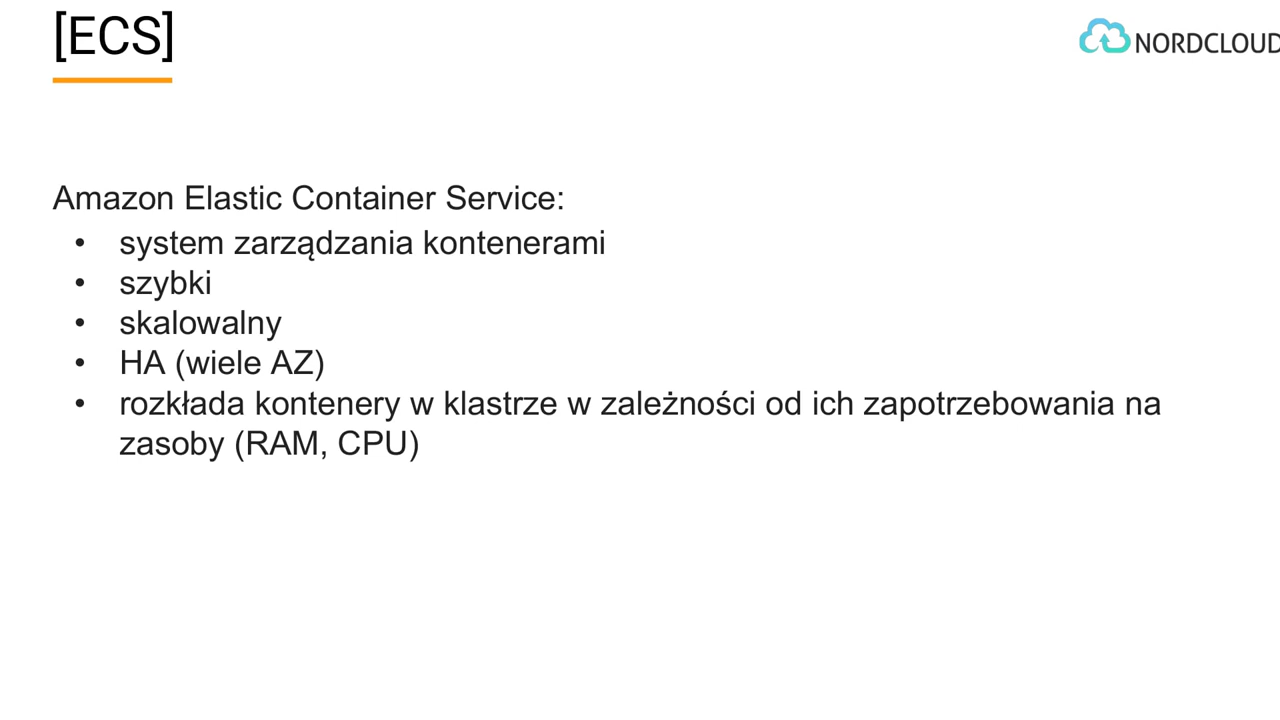 [ECS]
NORDCLOUD
Amazon Elastic Container Service:
• system zarządzania kontenerami
• szybki
• skalowalny
• HA (wiele AZ)
• rozkłada kontenery w klastrze w zależności od ich zapotrzebowania na
zasoby (RAM, CPU)